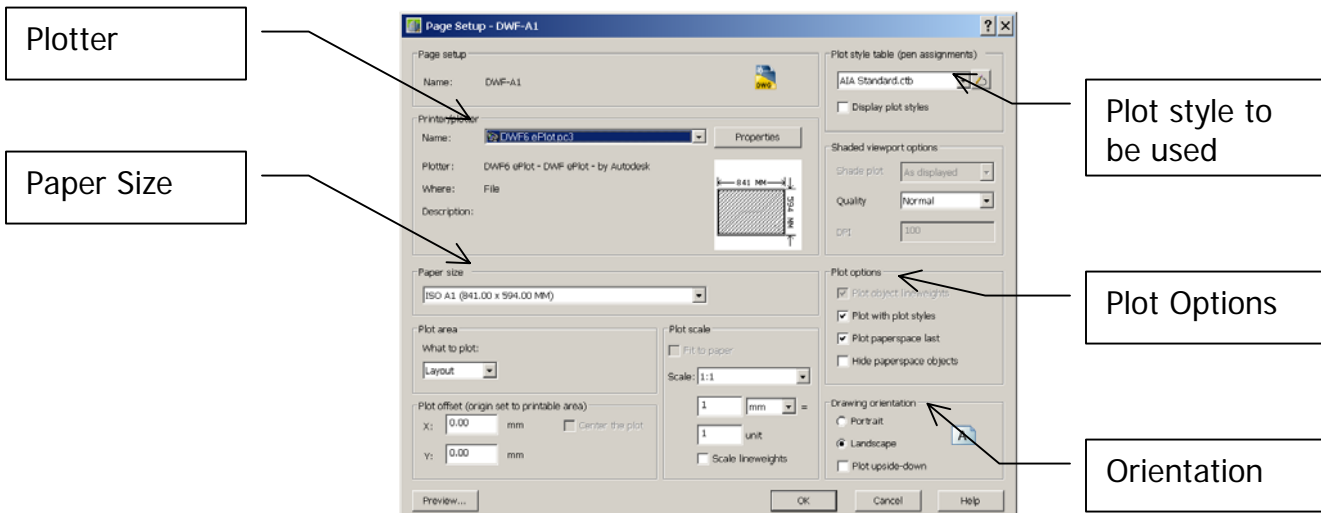 Plotter
Paper Size
Page Setup - DWF-A1
Page setup
Name: DWF-A1
DWG
Printer/plotter
Name: DWF6 ePlot.pc3 Properties
Plotter: DWF6 ePlot - DWF ePlot - by Autodesk
Where: File
Description:
841 MM
594 MM
Paper size
ISO A1 (841.00 x 594.00 MM)
Plot area
What to plot:
Layout
Plot offset (origin set to printable area)
X: 0.00 mm Center the plot
Y: 0.00 mm
Plot scale
Fit to paper
Scale: 1:1
1 mm =
1 unit
Scale lineweights
Plot style table (pen assignments)
AIA Standard.ctb
Display plot styles
Shaded viewport options
Shade plot As displayed
Quality Normal
DPI 100
Plot options
Plot object lineweights
Plot with plot styles
Plot paperspace last
Hide paperspace objects
Drawing orientation
Portrait
Landscape
Plot upside-down
A
Preview... OK Cancel Help
Plot style to
be used
Plot Options
Orientation